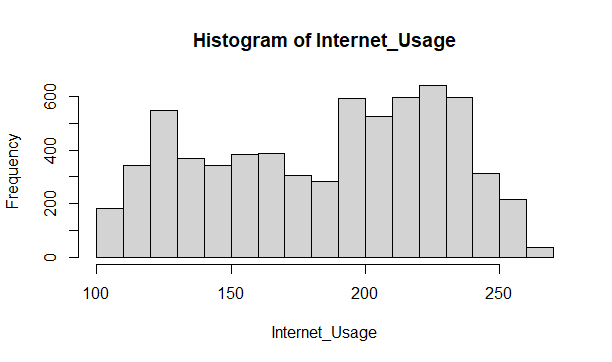 Histogram of Internet_Usage
Frequency
600
400
200
0
100 150 200 250
Internet_Usage